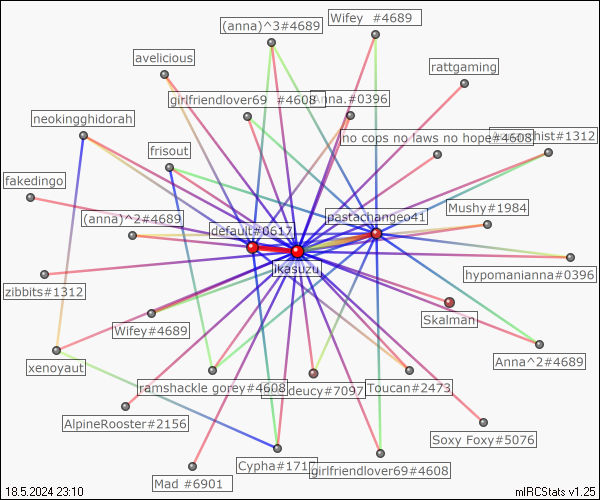 (anna)^3#4689
Wifey  #4689
avelicious
rattgaming
girlfriendlover69  #4608
Anna.#0396
neokingghidorah
no cops no laws no hope#4608
#1312
frisout
fakedingo
(anna)^2#4689
default#0617
pastachangeo41
Mushy#1984
ikasuzu
hypomanianna#0396
zibbits#1312
Skalman
Wifey#4689
Anna^2#4689
xenoyaut
ramshackle gorey#4608
deucy#7097
Toucan#2473
AlpineRooster#2156
Soxy Foxy#5076
Cypha#171
girlfriendlover69#4608
Mad #6901
18.5.2024 23:10
mIRCStats v1.25